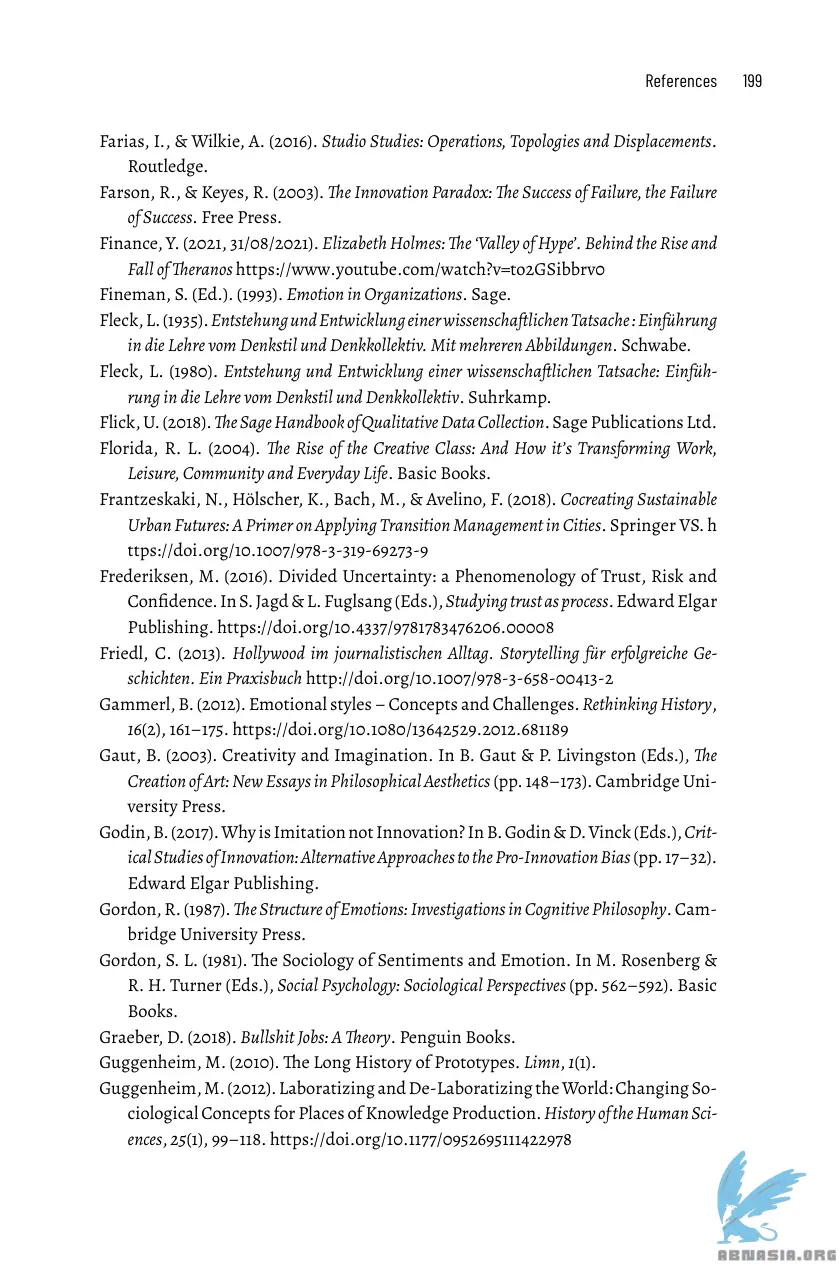 References 199
Farias, I., & Wilkie, A. (2016). Studio Studies: Operations, Topologies and Displacements.
Routledge.
Farson, R., & Keyes, R. (2003). The Innovation Paradox: The Success of Failure, the Failure
of Success. Free Press.
Finance, Y. (2021, 31/08/2021). Elizabeth Holmes: The ‘Valley of Hype’. Behind the Rise and
Fall of Theranos https://www.youtube.com/watch?v=to2GSibbrv0
Fineman, S. (Ed.). (1993). Emotion in Organizations. Sage.
Fleck, L. (1935). Entstehung und Entwicklung einer wissenschaftlichen Tatsache : Einführung
in die Lehre vom Denkstil und Denkkollektiv. Mit mehreren Abbildungen. Schwabe.
Fleck, L. (1980). Entstehung und Entwicklung einer wissenschaftlichen Tatsache: Einfüh-
rung in die Lehre vom Denkstil und Denkkollektiv. Suhrkamp.
Flick, U. (2018). The Sage Handbook of Qualitative Data Collection. Sage Publications Ltd.
Florida, R. L. (2004). The Rise of the Creative Class: And How it’s Transforming Work,
Leisure, Community and Everyday Life. Basic Books.
Frantzeskaki, N., Hölscher, K., Bach, M., & Avelino, F. (2018). Cocreating Sustainable
Urban Futures: A Primer on Applying Transition Management in Cities. Springer VS. h
ttps://doi.org/10.1007/978-3-319-69273-9
Frederiksen, M. (2016). Divided Uncertainty: a Phenomenology of Trust, Risk and
Confidence. In S. Jagd & L. Fuglsang (Eds.), Studying trust as process. Edward Elgar
Publishing. https://doi.org/10.4337/9781783476206.00008
Friedl, C. (2013). Hollywood im journalistischen Alltag. Storytelling für erfolgreiche Ge-
schichten. Ein Praxisbuch http://doi.org/10.1007/978-3-658-00413-2
Gammerl, B. (2012). Emotional styles – Concepts and Challenges. Rethinking History,
16(2), 161–175. https://doi.org/10.1080/13642529.2012.681189
Gaut, B. (2003). Creativity and Imagination. In B. Gaut & P. Livingston (Eds.), The
Creation of Art: New Essays in Philosophical Aesthetics (pp. 148–173). Cambridge Uni-
versity Press.
Godin, B. (2017). Why is Imitation not Innovation? In B. Godin & D. Vinck (Eds.), Crit-
ical Studies of Innovation: Alternative Approaches to the Pro-Innovation Bias (pp. 17–32).
Edward Elgar Publishing.
Gordon, R. (1987). The Structure of Emotions: Investigations in Cognitive Philosophy. Cam-
bridge University Press.
Gordon, S. L. (1981). The Sociology of Sentiments and Emotion. In M. Rosenberg &
R. H. Turner (Eds.), Social Psychology: Sociological Perspectives (pp. 562–592). Basic
Books.
Graeber, D. (2018). Bullshit Jobs: A Theory. Penguin Books.
Guggenheim, M. (2010). The Long History of Prototypes. Limn, 1(1).
Guggenheim, M. (2012). Laboratizing and De-Laboratizing the World: Changing So-
ciological Concepts for Places of Knowledge Production. History of the Human Sci-
ences, 25(1), 99–118. https://doi.org/10.1177/0952695111422978
ABNASIA.ORG